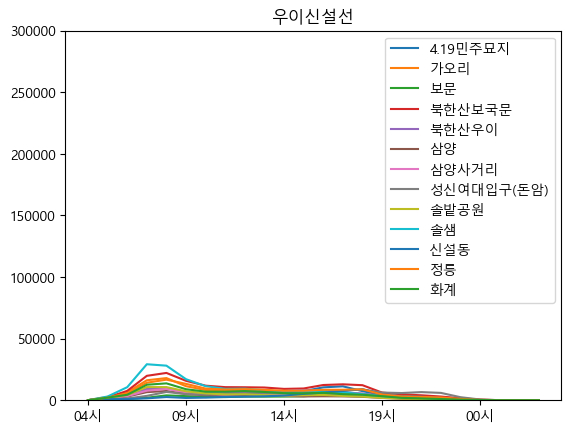 우이신설선
300000
250000
200000
150000
100000
50000
0
4.19민주묘지
가오리
보문
북한산보국문
북한산우이
삼양
삼양사거리
성신여대입구(돈암)
솔밭공원
솔샘
신설동
정릉
화계
04시
09시
14시
19시
00시